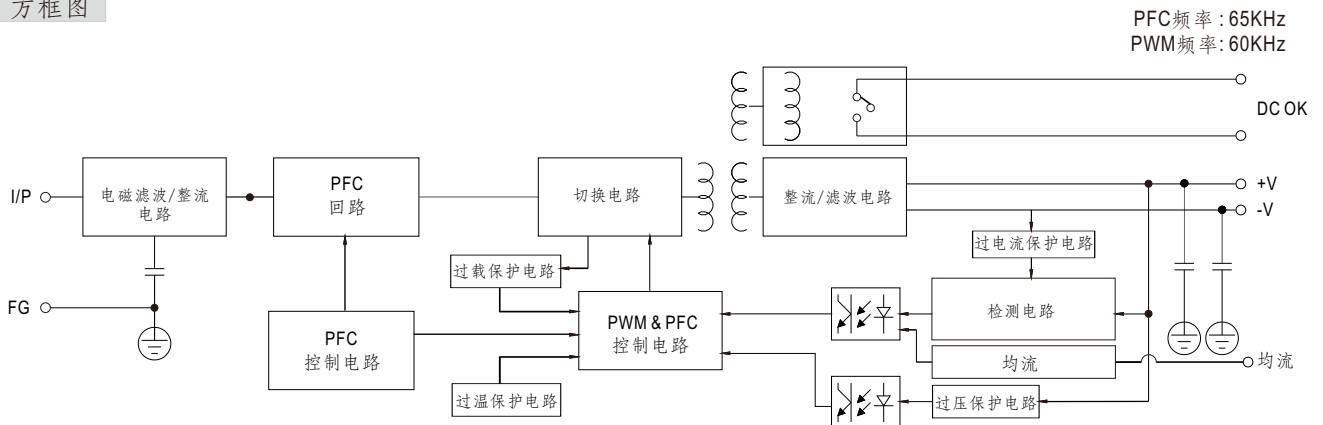 方框图
PFC频率 : 65KHz
PWM频率: 60KHz
DC OK
I/P
电磁滤波/整流
电路
PFC
回路
切换电路
整流/滤波电路
+V
-V
过电流保护电路
过载保护电路
FG
PFC
控制电路
PWM & PFC
控制电路
检测电路
均流
均流
过温保护电路
过压保护电路